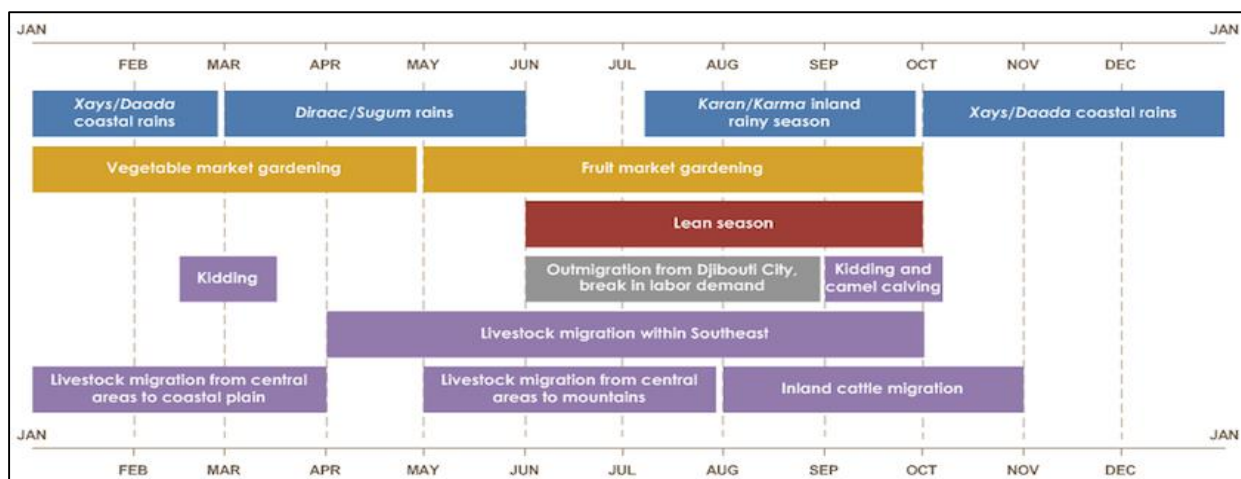 JAN JAN
FEB MAR APR MAY JUN JUL AUG SEP OCT NOV DEC
Xays/Daada
coastal rains
Diraac/Sugum rains
Karan/Karma inland
rainy season
Xays/Daada coastal rains
Vegetable market gardening
Fruit market gardening
Lean season
Kidding
Outmigration from Djibouti City,
break in labor demand
Kidding and
camel calving
Livestock migration within Southeast
Livestock migration from central
areas to coastal plain
Livestock migration from central
areas to mountains
Inland cattle migration
JAN JAN
FEB MAR APR MAY JUN JUL AUG SEP OCT NOV DEC